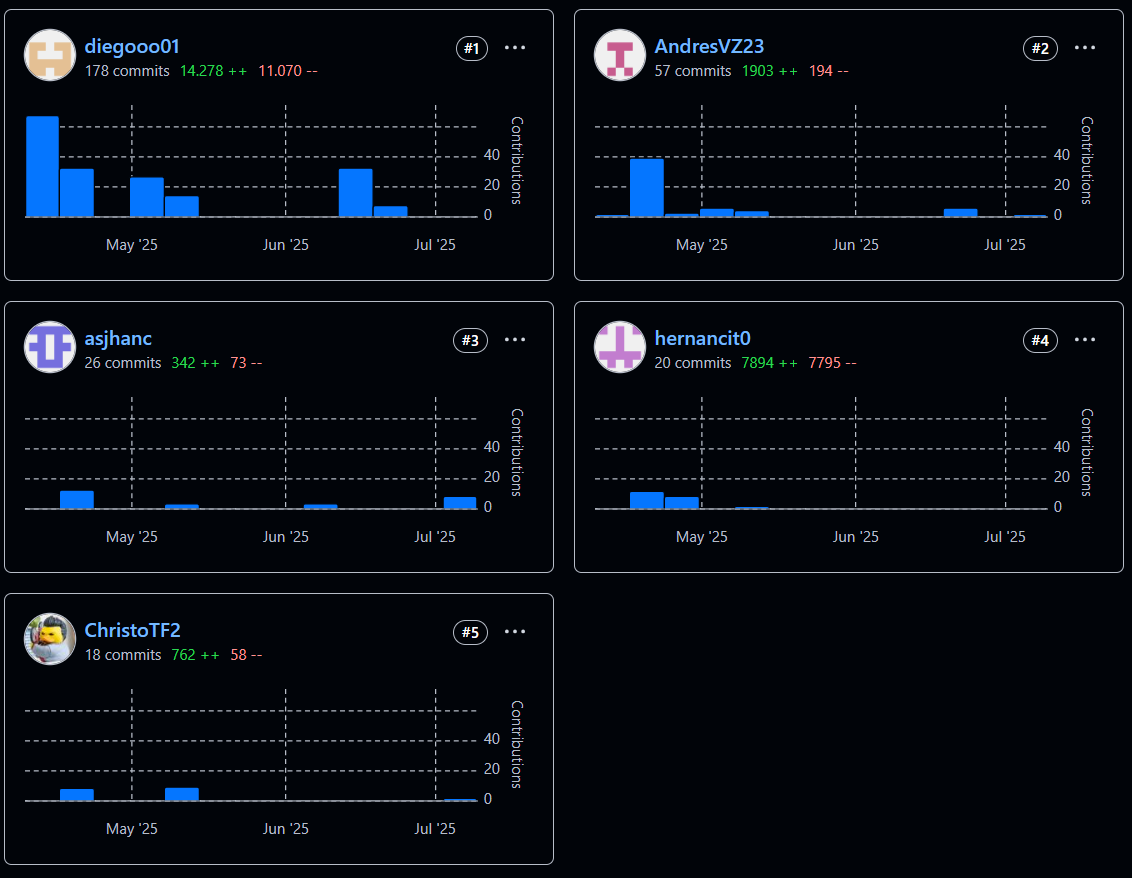 diegooo01
#1
178 commits 14.278 ++ 11.070 --
Contributions
40
20
0
May '25 Jun '25 Jul '25
AndresVZ23
#2
57 commits 1903 ++ 194 --
Contributions
40
20
0
May '25 Jun '25 Jul '25
asjhanc
#3
26 commits 342 ++ 73 --
Contributions
40
20
0
May '25 Jun '25 Jul '25
hernancit0
#4
20 commits 7894 ++ 7795 --
Contributions
40
20
0
May '25 Jun '25 Jul '25
ChristoTF2
#5
18 commits 762 ++ 58 --
Contributions
40
20
0
May '25 Jun '25 Jul '25